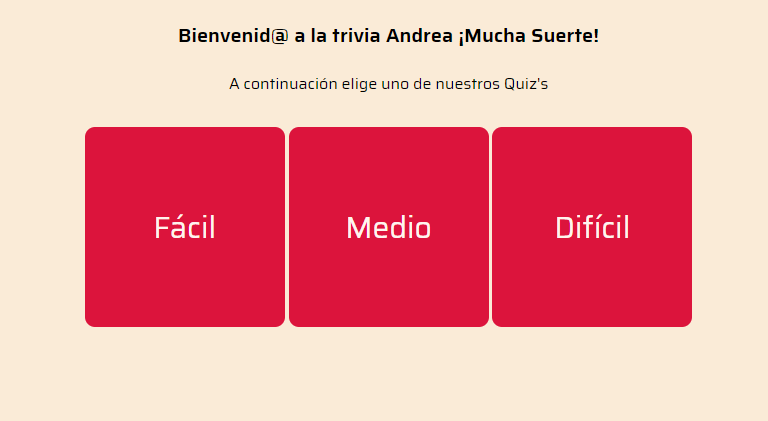 Bienvenid@ a la trivia Andrea ¡Mucha Suerte!
A continuación elige uno de nuestros Quiz's
Fácil
Medio
Difícil